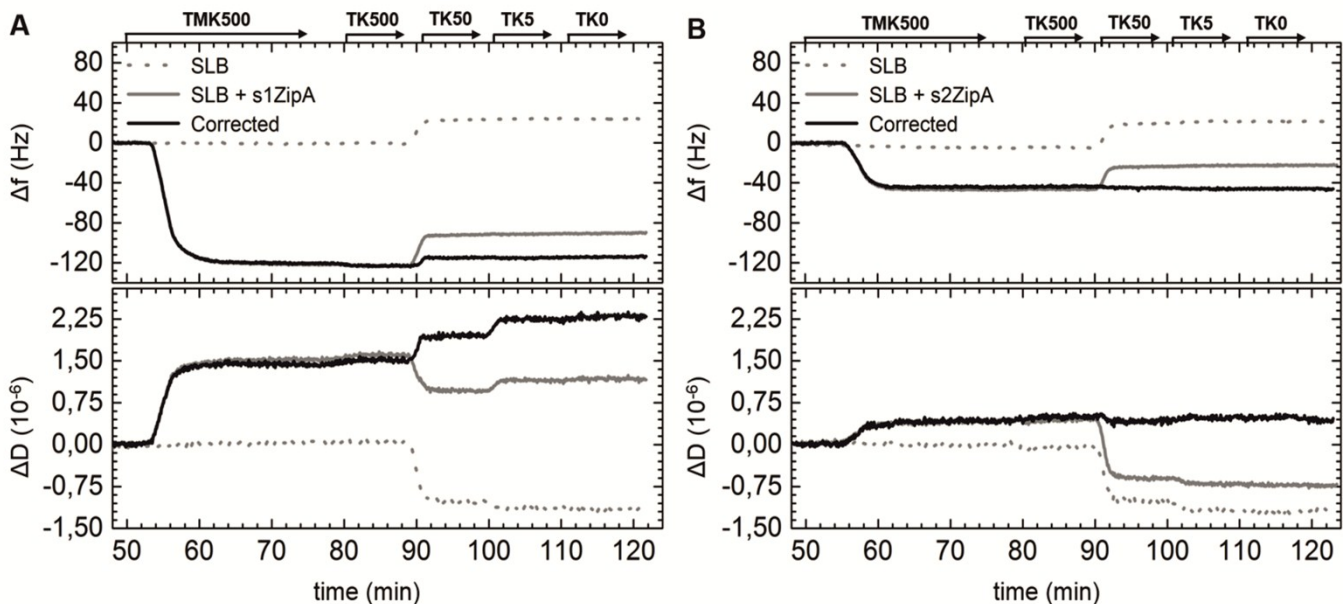 A
TMK500 TK500 TK50 TK5 TK0
80
40
0
-40
-80
-120
Δf (Hz)
SLB
SLB + s1ZipA
Corrected
2,25
1,50
0,75
0,00
-0,75
-1,50
ΔD (10⁻⁶)
50 60 70 80 90 100 110 120
time (min)
B
TMK500 TK500 TK50 TK5 TK0
80
40
0
-40
-80
-120
Δf (Hz)
SLB
SLB + s2ZipA
Corrected
2,25
1,50
0,75
0,00
-0,75
-1,50
ΔD (10⁻⁶)
50 60 70 80 90 100 110 120
time (min)